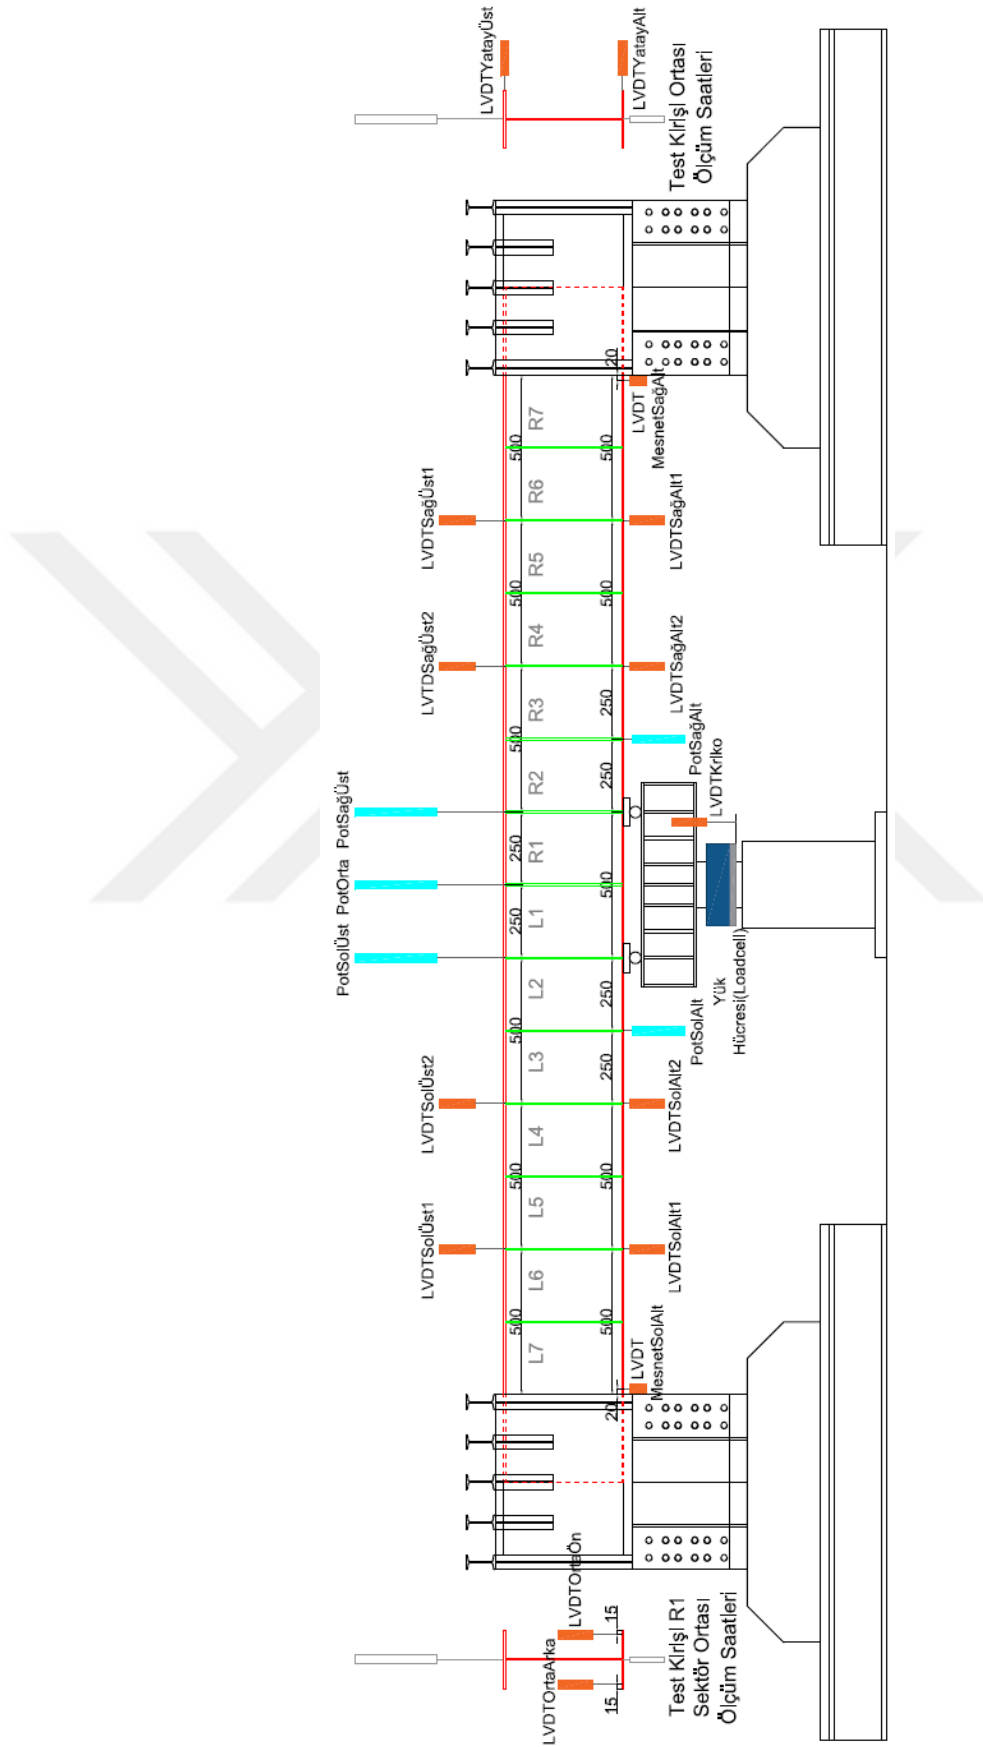 LVDTYatayÜst
LVDTYatayAlt
Test Kirişi Ortası
Ölçüm Saatleri
20
LVDT
MesnetSağAlt
R7
500
500
R6
LVDTSağÜst1
LVDTSağAlt1
R5
500
500
R4
LVTDSağÜst2
LVDTSağAlt2
R3
250
500
PotSağAlt
R2
250
LVDTKriko
PotSağÜst
R1
250
500
PotOrta
L1
250
PotSolÜst
L2
250
Yük
Hücresi(Loadcell)
500
PotSolAlt
L3
250
LVDTSolÜst2
LVDTSolAlt2
L4
500
500
L5
LVDTSolÜst1
LVDTSolAlt1
L6
500
500
L7
LVDT
MesnetSolAlt
20
LVDTOrtaÖn
15
LVDTOrtaArka
15
Test Kirişi R1
Sektör Ortası
Ölçüm Saatleri